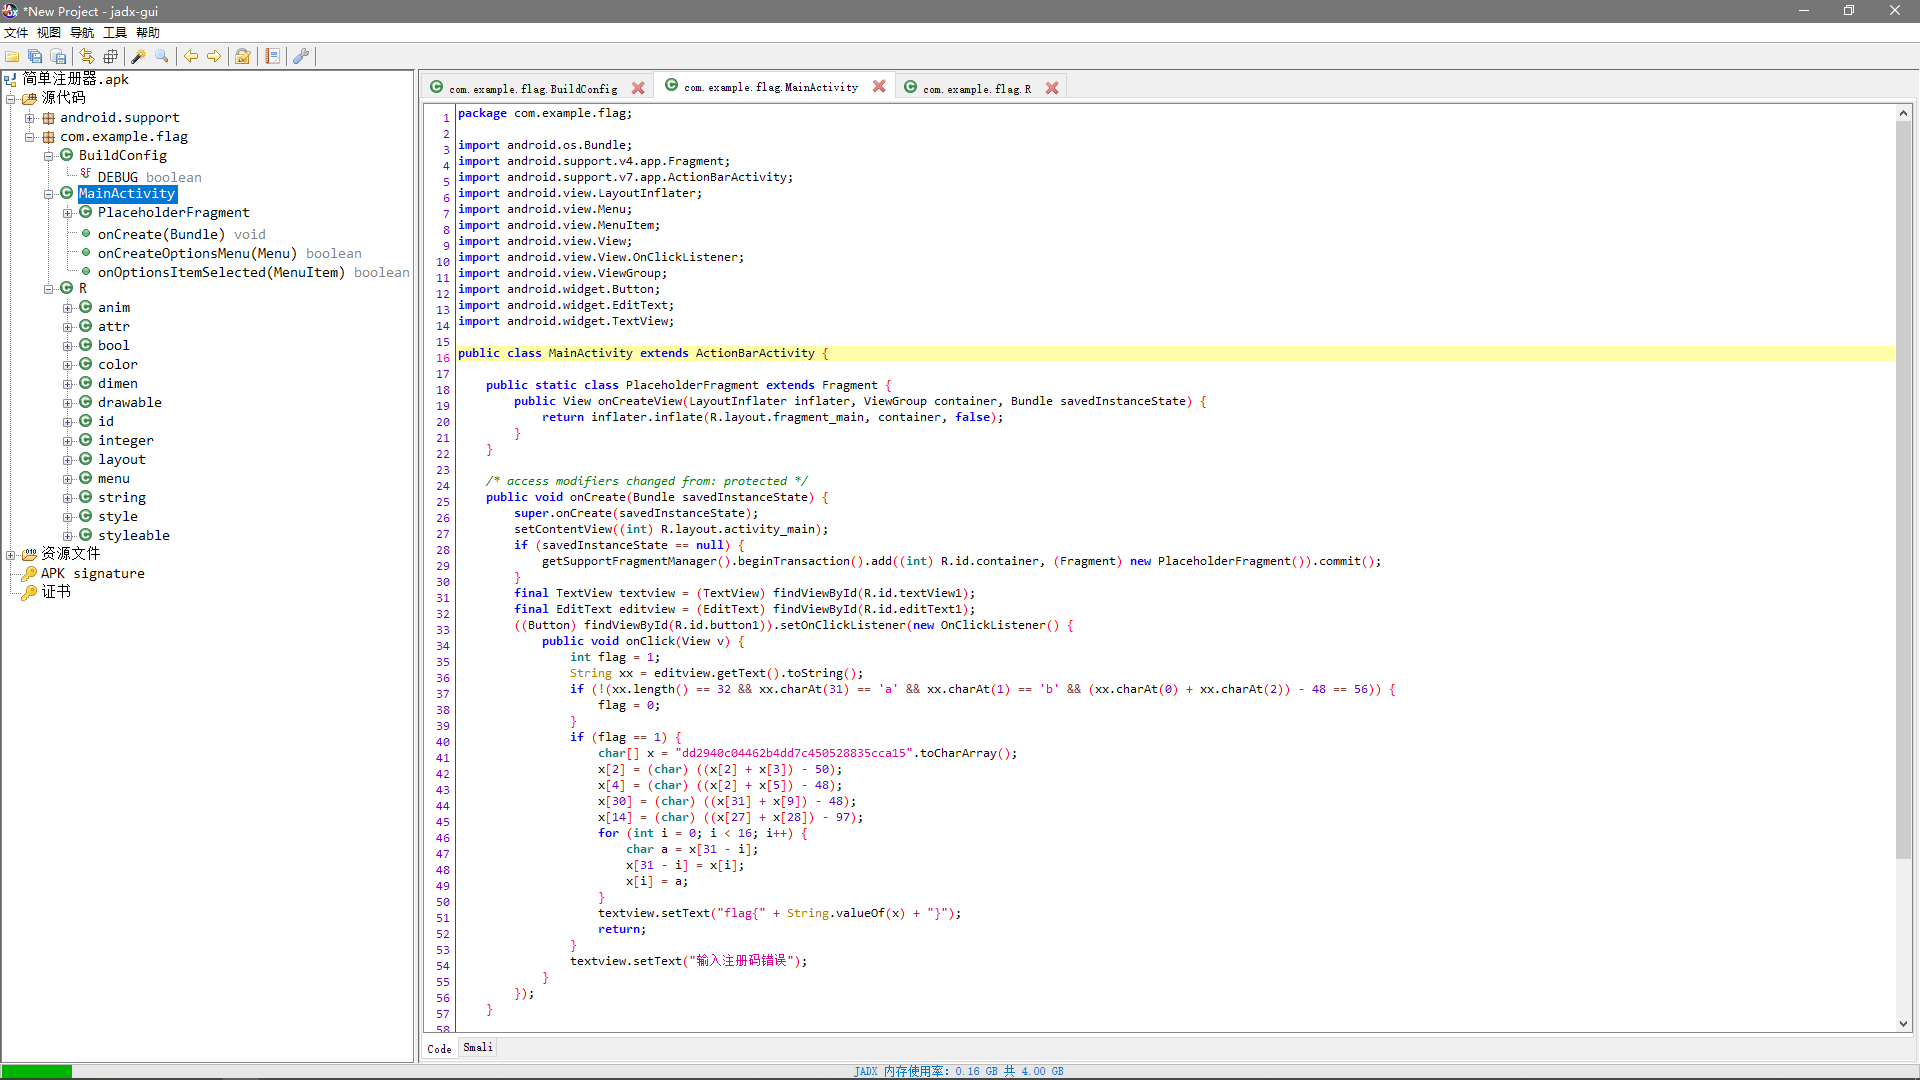 *New Project - jadx-gui
文件 视图 导航 工具 帮助
简单注册器.apk
源代码
android.support
com.example.flag
BuildConfig
DEBUG boolean
MainActivity
PlaceholderFragment
onCreate(Bundle) void
onCreateOptionsMenu(Menu) boolean
onOptionsItemSelected(MenuItem) boolean
R
anim
attr
bool
color
dimen
drawable
id
integer
layout
menu
string
style
styleable
资源文件
APK signature
证书
com.example.flag.BuildConfig com.example.flag.MainActivity com.example.flag.R
1 package com.example.flag;
2
3 import android.os.Bundle;
4 import android.support.v4.app.Fragment;
5 import android.support.v7.app.ActionBarActivity;
6 import android.view.LayoutInflater;
7 import android.view.Menu;
8 import android.view.MenuItem;
9 import android.view.View;
10 import android.view.View.OnClickListener;
11 import android.view.ViewGroup;
12 import android.widget.Button;
13 import android.widget.EditText;
14 import android.widget.TextView;
15
16 public class MainActivity extends ActionBarActivity {
17
18     public static class PlaceholderFragment extends Fragment {
19         public View onCreateView(LayoutInflater inflater, ViewGroup container, Bundle savedInstanceState) {
20             return inflater.inflate(R.layout.fragment_main, container, false);
21         }
22     }
23
24     /* access modifiers changed from: protected */
25     public void onCreate(Bundle savedInstanceState) {
26         super.onCreate(savedInstanceState);
27         setContentView((int) R.layout.activity_main);
28         if (savedInstanceState == null) {
29             getSupportFragmentManager().beginTransaction().add((int) R.id.container, (Fragment) new PlaceholderFragment()).commit();
30         }
31         final TextView textview = (TextView) findViewById(R.id.textView1);
32         final EditText editview = (EditText) findViewById(R.id.editText1);
33         ((Button) findViewById(R.id.button1)).setOnClickListener(new OnClickListener() {
34             public void onClick(View v) {
35                 int flag = 1;
36                 String xx = editview.getText().toString();
37                 if (!(xx.length() == 32 && xx.charAt(31) == 'a' && xx.charAt(1) == 'b' && (xx.charAt(0) + xx.charAt(2)) - 48 == 56)) {
38                     flag = 0;
39                 }
40                 if (flag == 1) {
41                     char[] x = "dd2940c04462b4dd7c450528835cca15".toCharArray();
42                     x[2] = (char) ((x[2] + x[3]) - 50);
43                     x[4] = (char) ((x[2] + x[5]) - 48);
44                     x[30] = (char) ((x[31] + x[9]) - 48);
45                     x[14] = (char) ((x[27] + x[28]) - 97);
46                     for (int i = 0; i < 16; i++) {
47                         char a = x[31 - i];
48                         x[31 - i] = x[i];
49                         x[i] = a;
50                     }
51                     textview.setText("flag{" + String.valueOf(x) + "}");
52                     return;
53                 }
54                 textview.setText("输入注册码错误");
55             }
56         });
57     }
58
Code Smali
JADX 内存使用率: 0.16 GB 共 4.00 GB